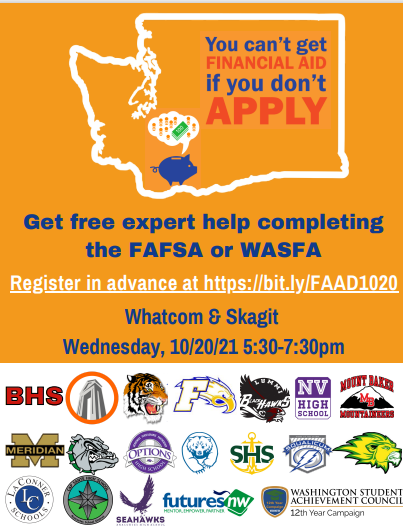 You can't get
FINANCIAL AID
if you don't
APPLY
Get free expert help completing
the FAFSA or WASFA
Register in advance at https://bit.ly/FAAD1020
Whatcom & Skagit
Wednesday, 10/20/21 5:30-7:30pm
BHS
F
LUMMI
BLACKHAWKS
NV
HIGH
SCHOOL
MOUNT BAKER
MB
MOUNTAINEERS
M
MERIDIAN
OPTIONS
HIGH SCHOOL
SHS
LA CONNER
LC
SCHOOLS
SEAHAWKS
futuresnw
MENTOR, EMPOWER, PARTNER
WASHINGTON STUDENT
ACHIEVEMENT COUNCIL
12th Year Campaign